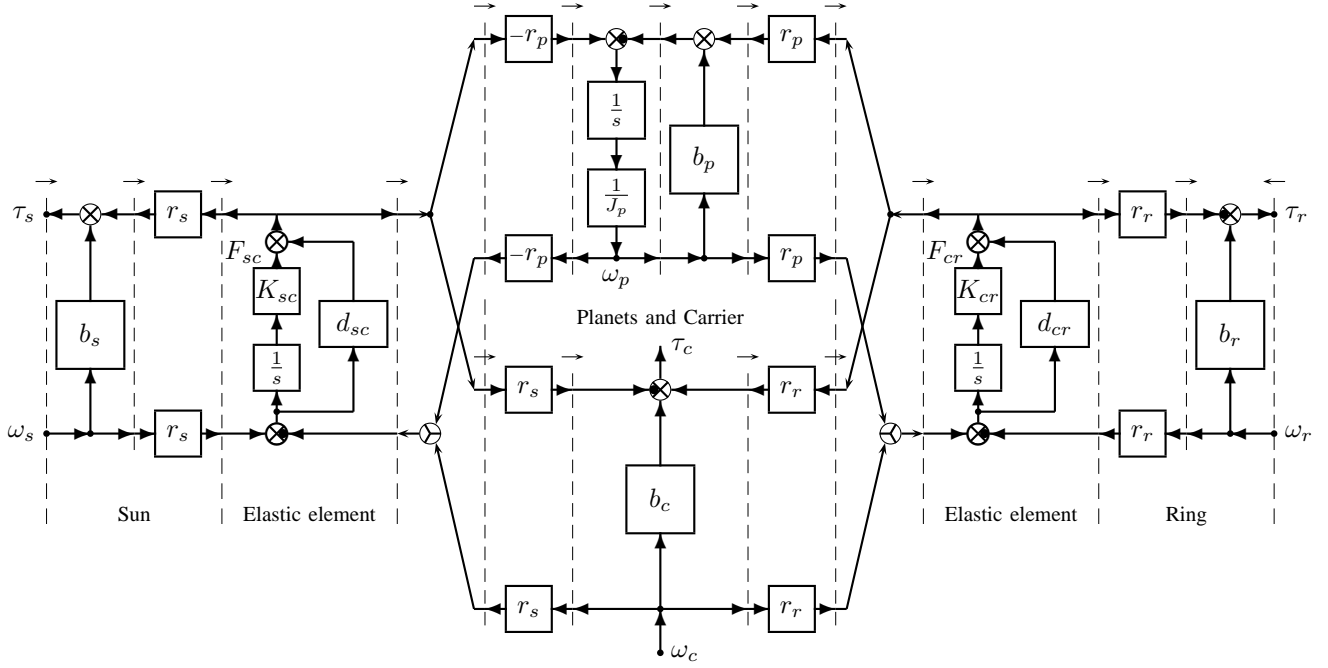 -r_p r_p
1/s
b_p
1/J_p
τ_s r_s r_r τ_r
F_sc F_cr
-r_p r_p
ω_p
K_sc K_cr
Planets and Carrier
b_s d_sc d_cr b_r
τ_c
1/s 1/s
r_s r_r
ω_s r_s r_r ω_r
b_c
Sun Elastic element Elastic element Ring
r_s r_r
ω_c